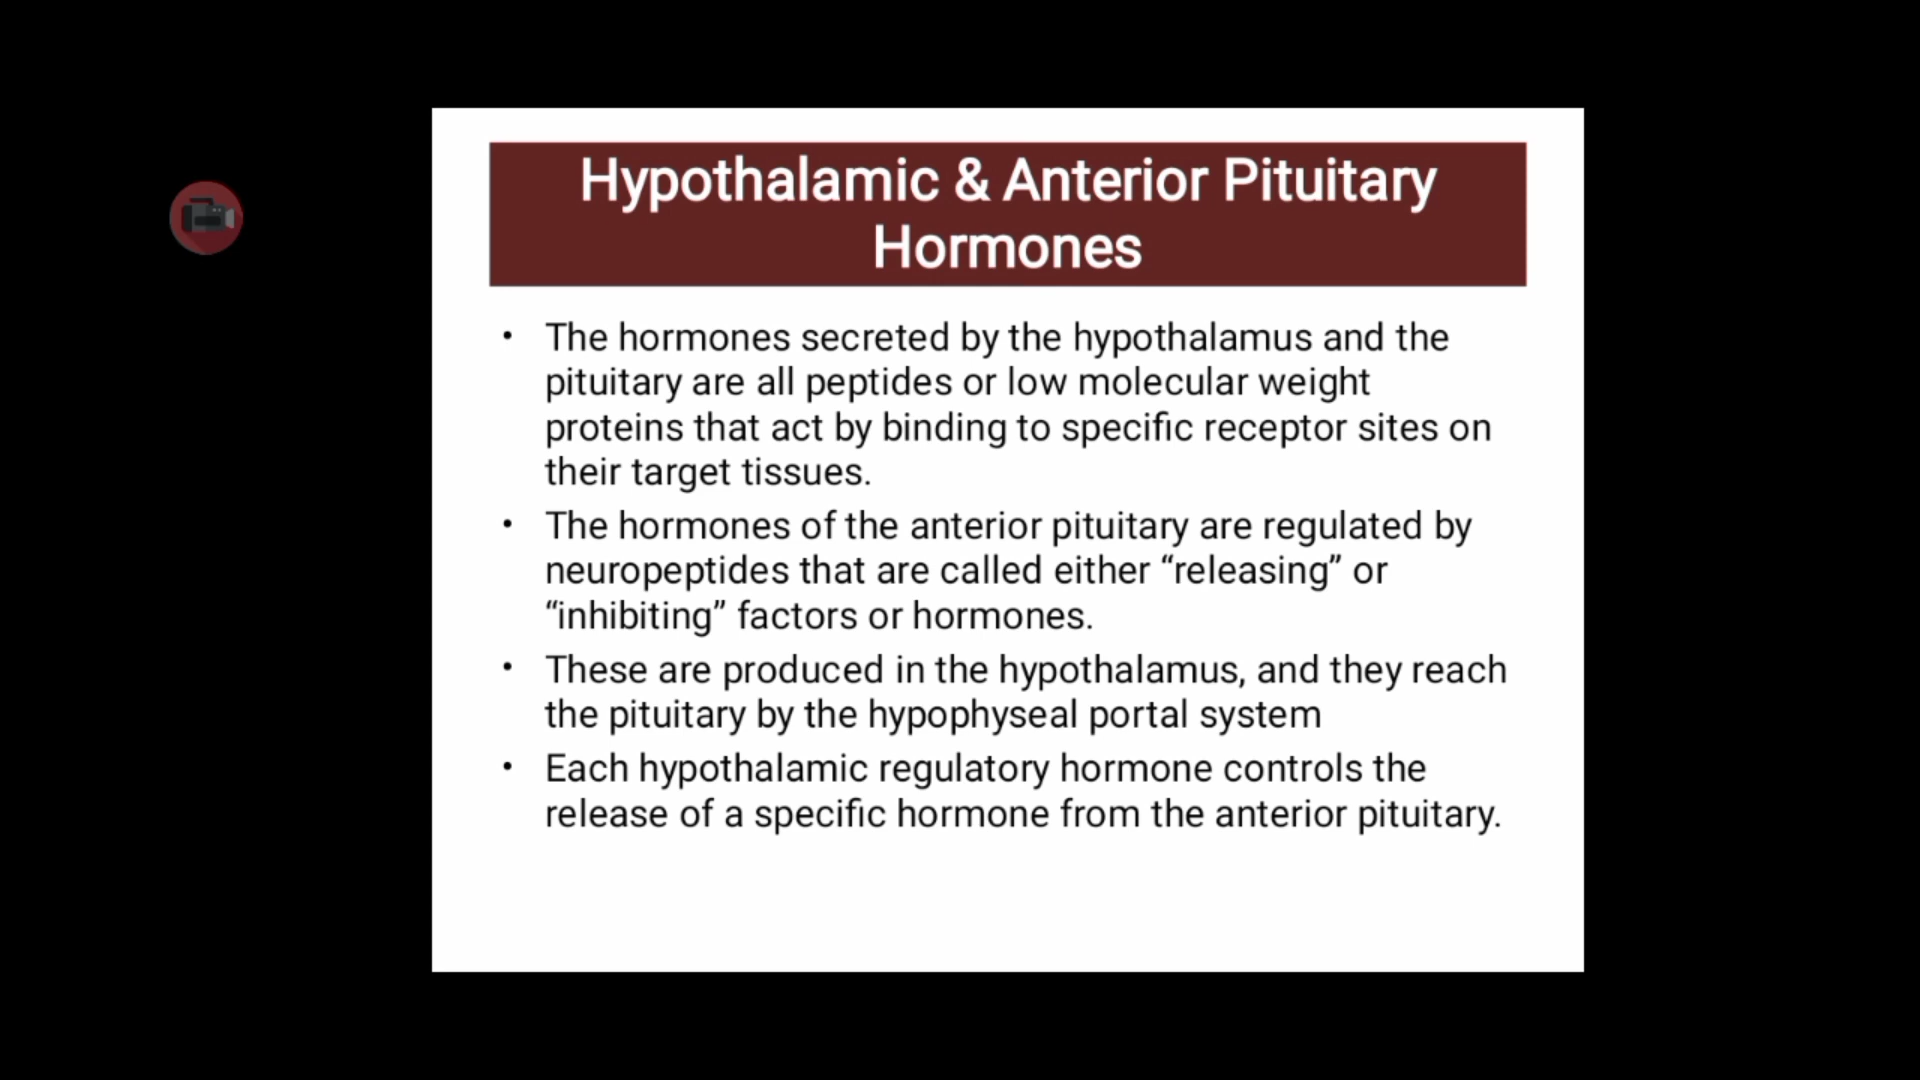 Hypothalamic & Anterior Pituitary
Hormones
• The hormones secreted by the hypothalamus and the
pituitary are all peptides or low molecular weight
proteins that act by binding to specific receptor sites on
their target tissues.
• The hormones of the anterior pituitary are regulated by
neuropeptides that are called either “releasing” or
“inhibiting” factors or hormones.
• These are produced in the hypothalamus, and they reach
the pituitary by the hypophyseal portal system
• Each hypothalamic regulatory hormone controls the
release of a specific hormone from the anterior pituitary.